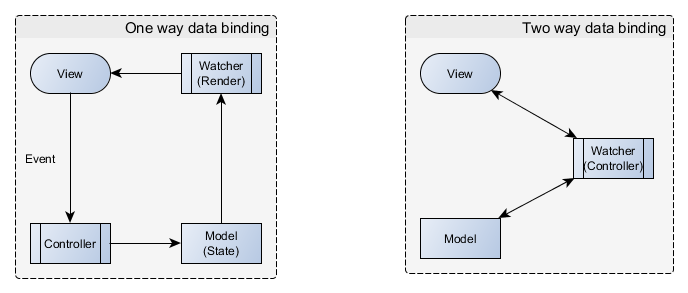 One way data binding
View
Watcher
(Render)
Event
Controller
Model
(State)
Two way data binding
View
Watcher
(Controller)
Model